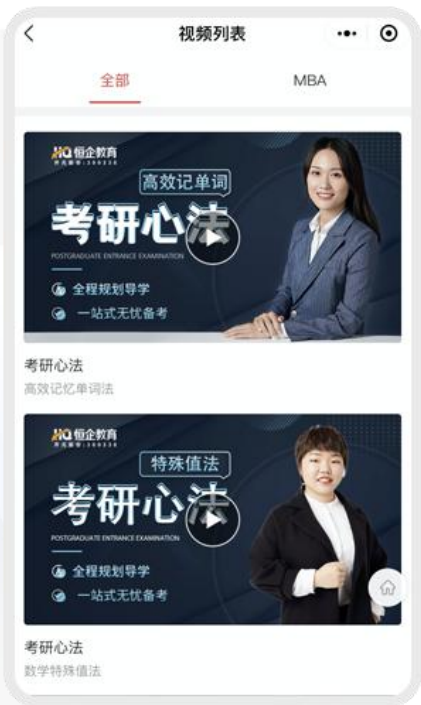 视频列表
全部
MBA
HQ 恒企教育
高效记单词
考研心法
POSTGRADUATE ENTRANCE EXAMINATION
全程规划导学
一站式无忧备考
考研心法
高效记忆单词法
HQ 恒企教育
特殊值法
考研心法
POSTGRADUATE ENTRANCE EXAMINATION
全程规划导学
一站式无忧备考
考研心法
数学特殊值法